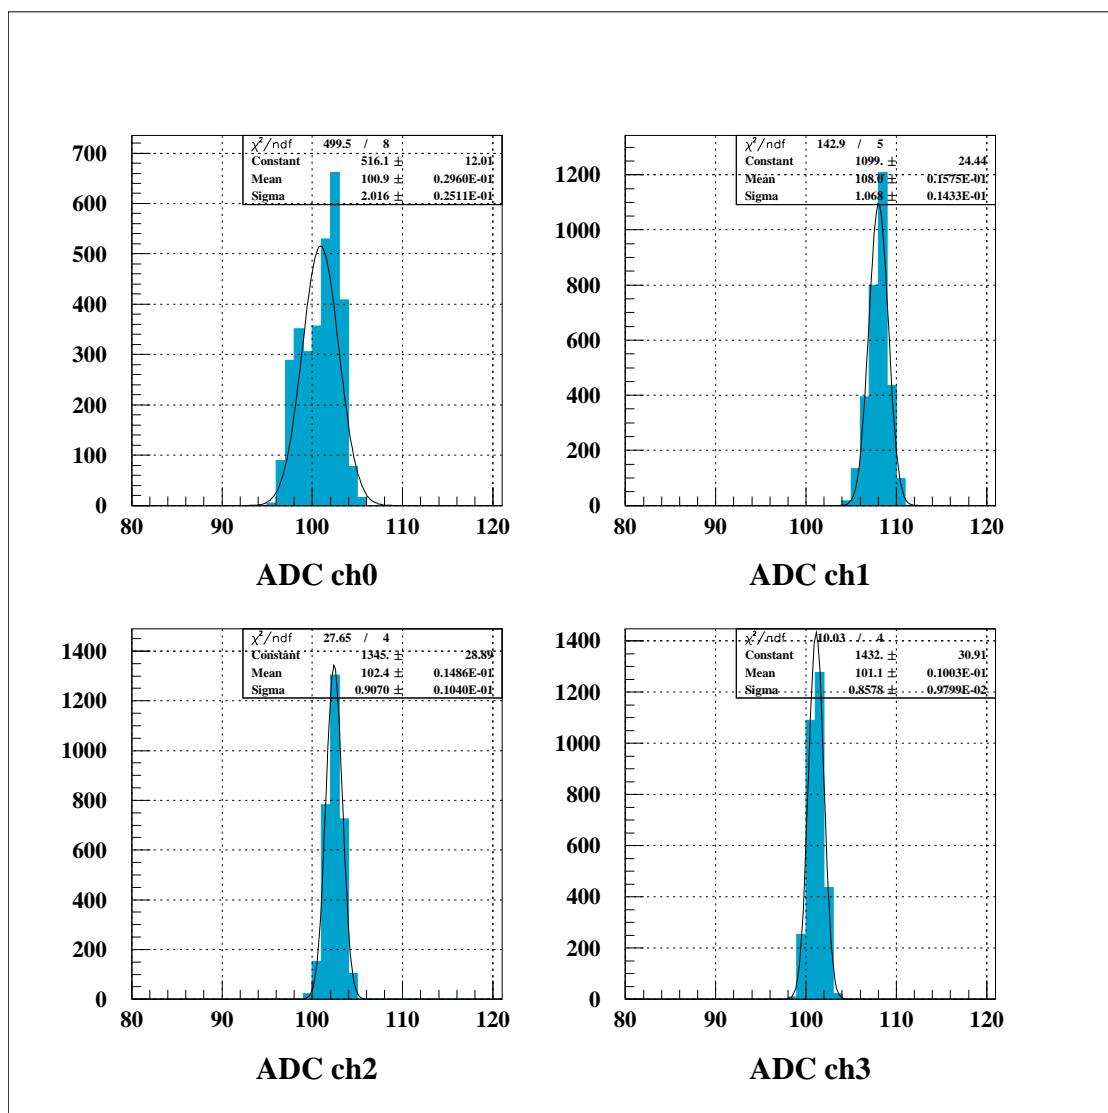 χ²/ndf 499.5 / 8
Constant 516.1 ± 12.01
Mean 100.9 ± 0.2960E-01
Sigma 2.016 ± 0.2511E-01
700
600
500
400
300
200
100
0
80 90 100 110 120
ADC ch0
χ²/ndf 142.9 / 5
Constant 1099. ± 24.44
Mean 108.0 ± 0.1575E-01
Sigma 1.068 ± 0.1433E-01
1200
1000
800
600
400
200
0
80 90 100 110 120
ADC ch1
χ²/ndf 27.65 / 4
Constant 1345. ± 28.89
Mean 102.4 ± 0.1486E-01
Sigma 0.9070 ± 0.1040E-01
1400
1200
1000
800
600
400
200
0
80 90 100 110 120
ADC ch2
χ²/ndf 10.03 / 4
Constant 1432. ± 30.91
Mean 101.1 ± 0.1003E-01
Sigma 0.8578 ± 0.9799E-02
1400
1200
1000
800
600
400
200
0
80 90 100 110 120
ADC ch3